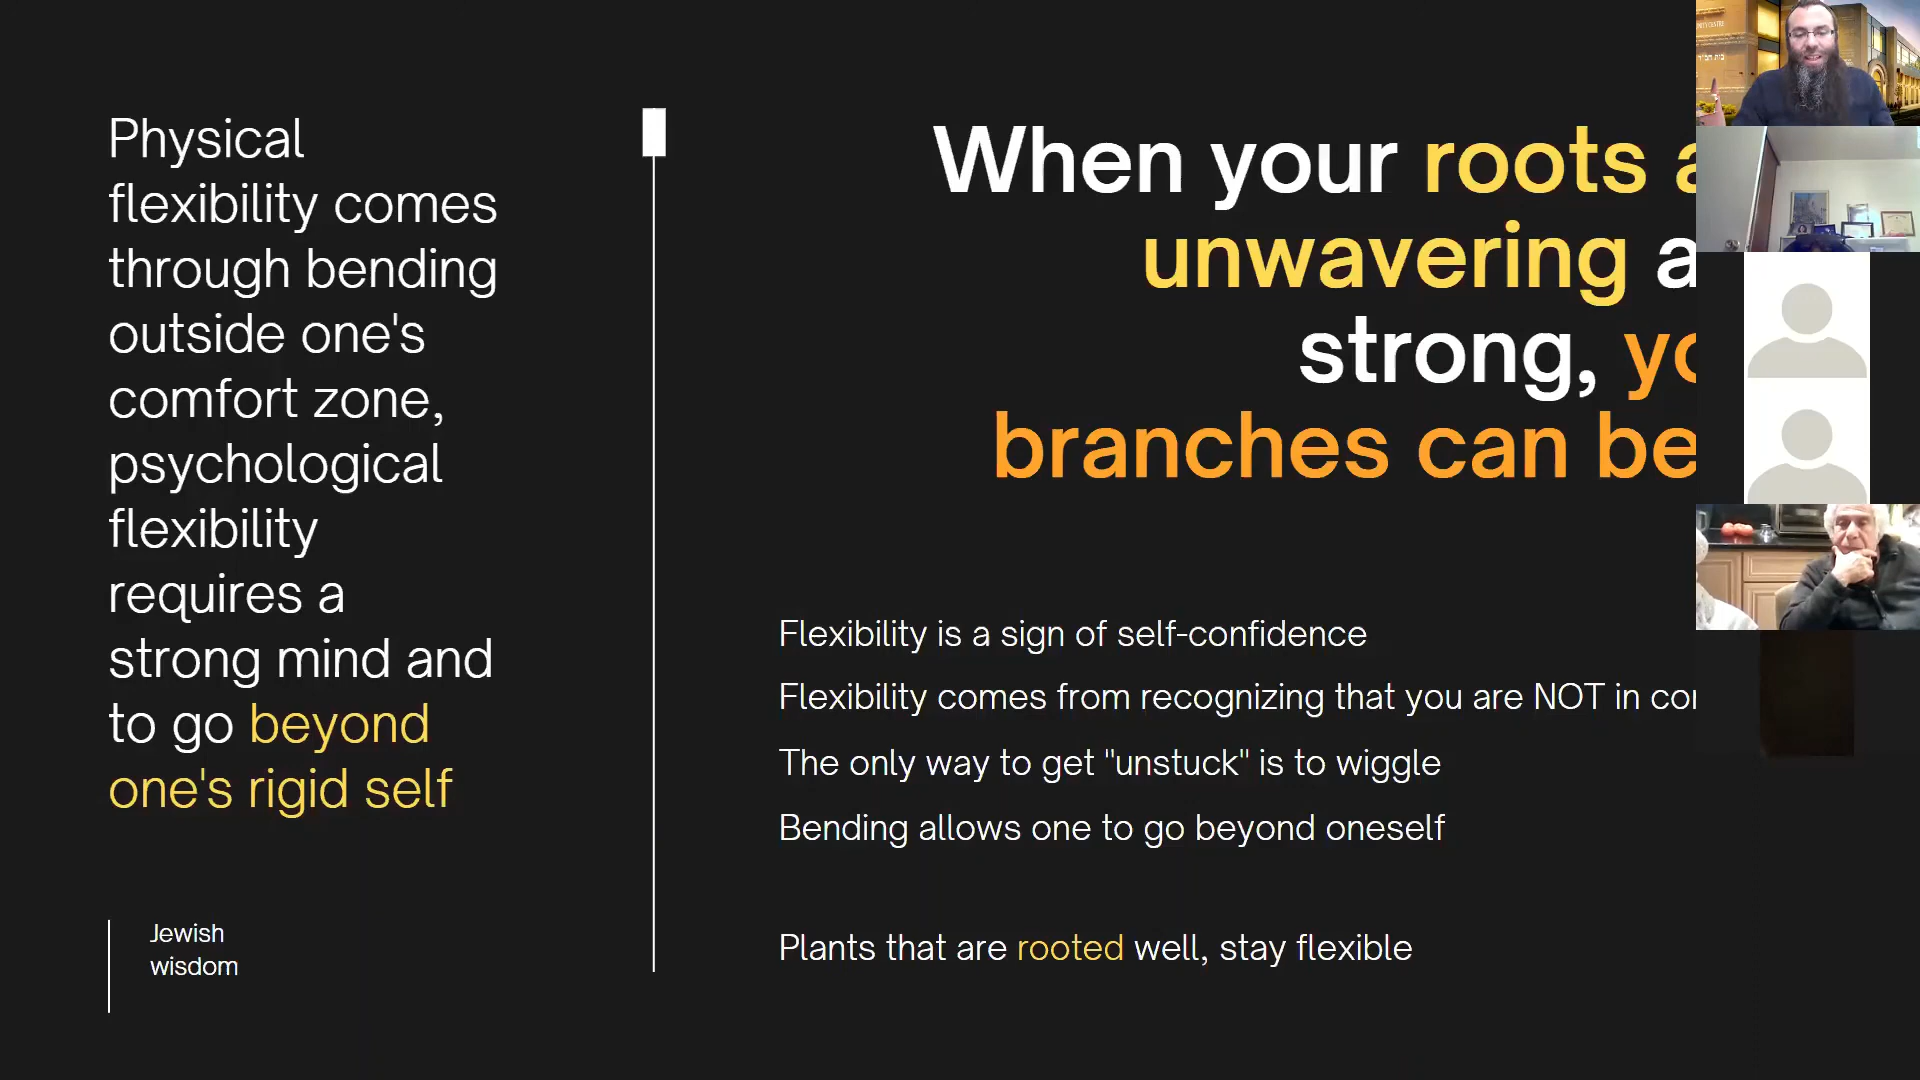 Physical
flexibility comes
through bending
outside one's
comfort zone,
psychological
flexibility
requires a
strong mind and
to go beyond
one's rigid self
Jewish
wisdom
When your roots a
unwavering a
strong, yo
branches can be
Flexibility is a sign of self-confidence
Flexibility comes from recognizing that you are NOT in con
The only way to get "unstuck" is to wiggle
Bending allows one to go beyond oneself
Plants that are rooted well, stay flexible